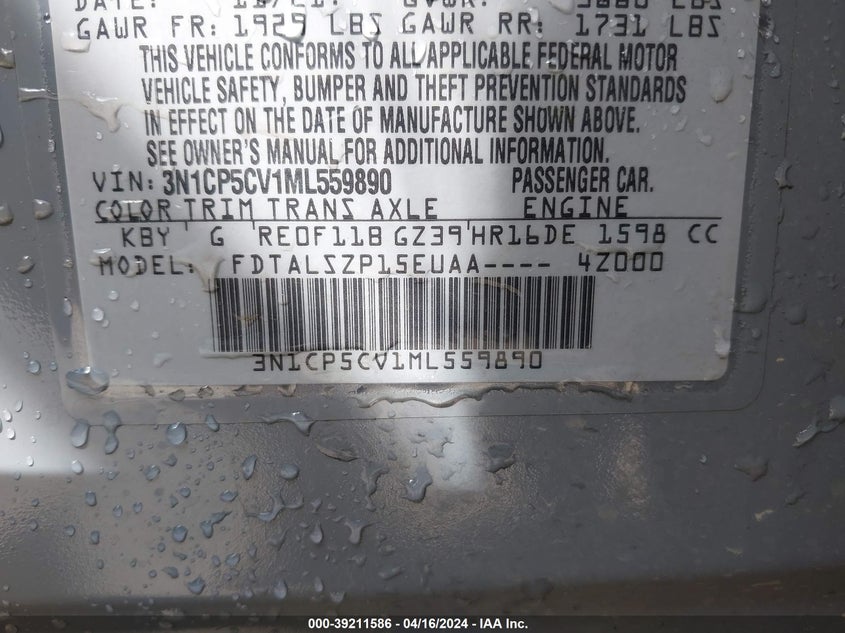 GAWR FR: 1929 LBS GAWR RR: 1731 LBS
THIS VEHICLE CONFORMS TO ALL APPLICABLE FEDERAL MOTOR
VEHICLE SAFETY, BUMPER AND THEFT PREVENTION STANDARDS
IN EFFECT ON THE DATE OF MANUFACTURE SHOWN ABOVE.
SEE OWNER'S MANUAL FOR ADDITIONAL INFORMATION.
VIN: 3N1CP5CV1ML559890 PASSENGER CAR.
COLOR TRIM TRANS AXLE ENGINE
KBY G RE0F11B GZ39 HR16DE 1598 CC
MODEL: FDTALSZP15EUAA---- 4Z000
3N1CP5CV1ML559890
000-39211586 - 04/16/2024 - IAA Inc.